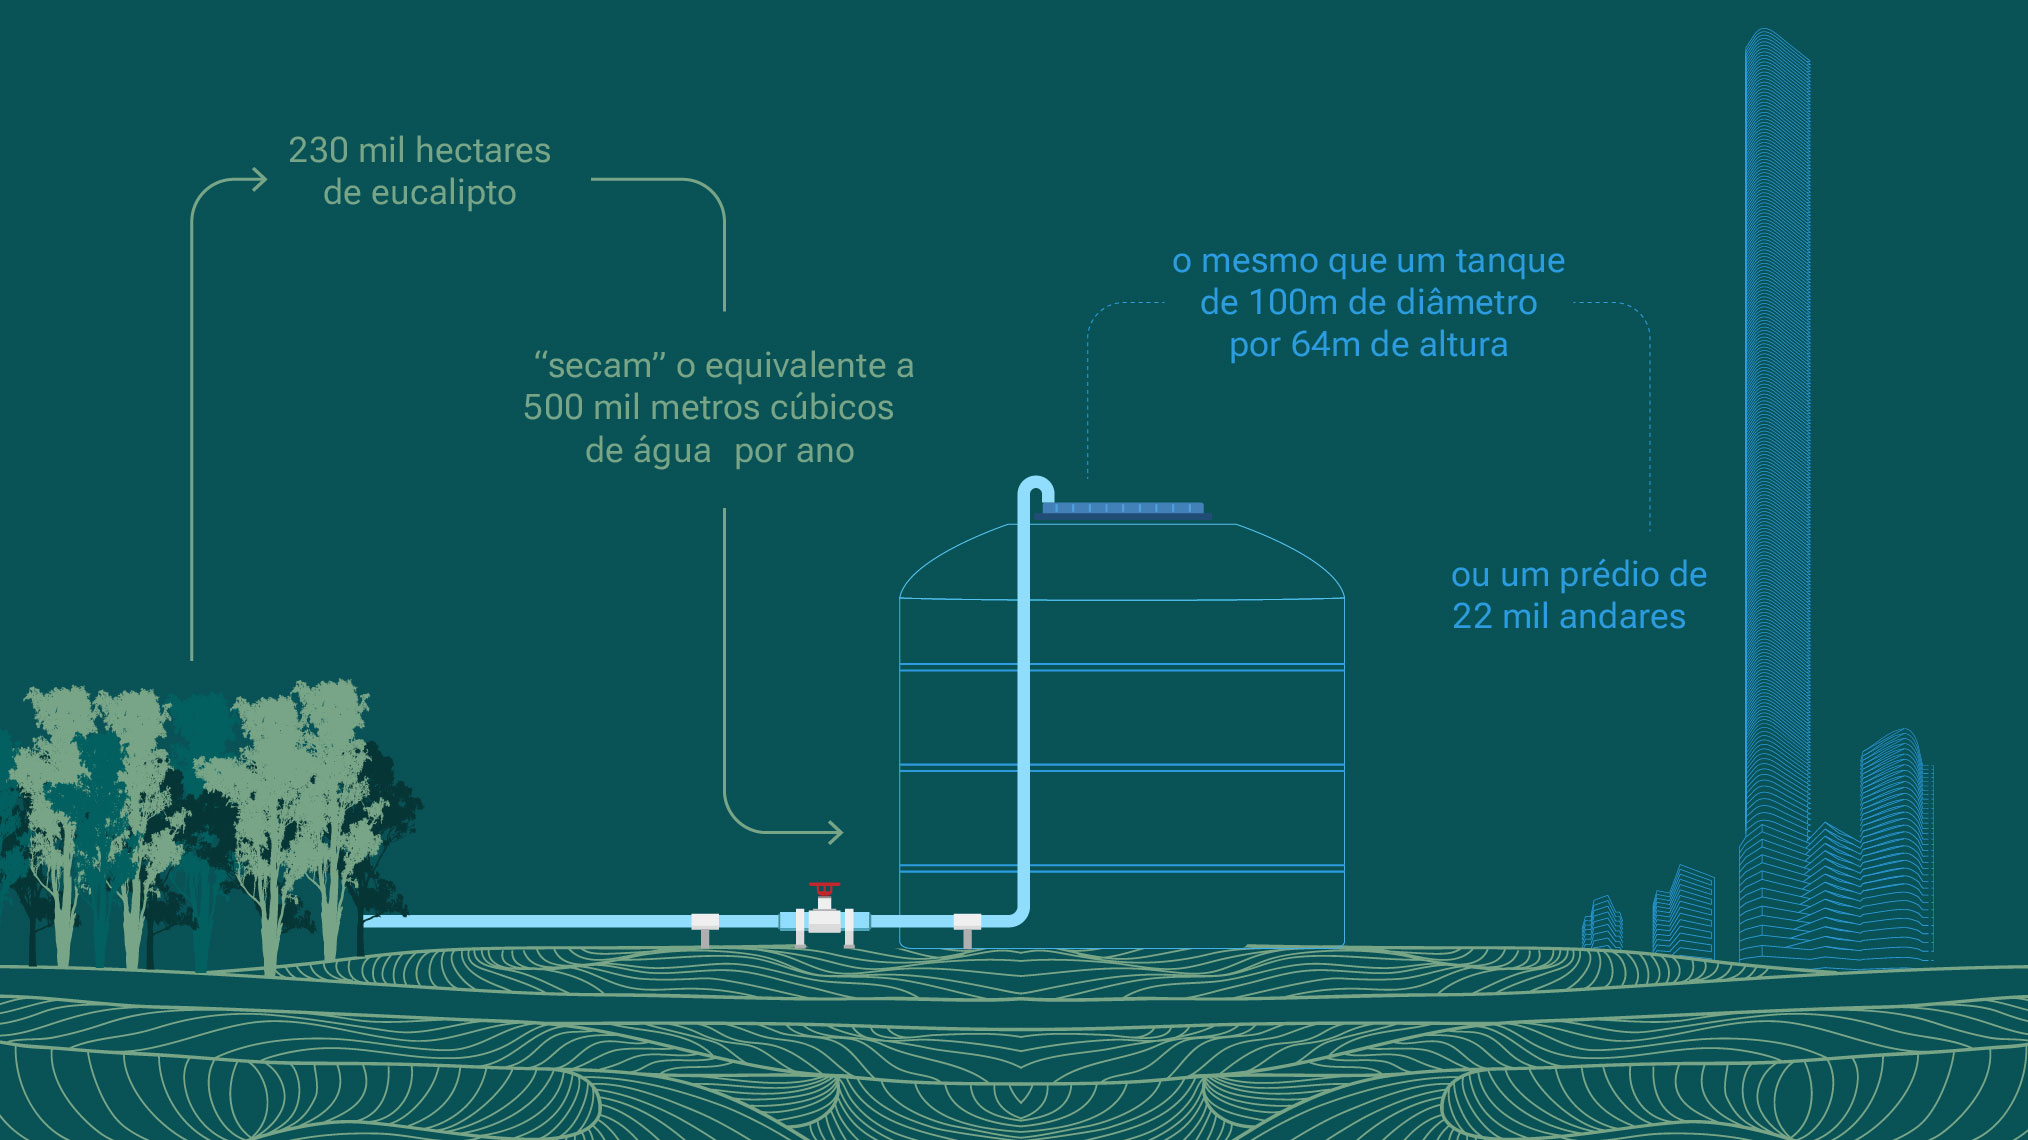 230 mil hectares
de eucalipto
“secam” o equivalente a
500 mil metros cúbicos
de água por ano
o mesmo que um tanque
de 100m de diâmetro
por 64m de altura
ou um prédio de
22 mil andares